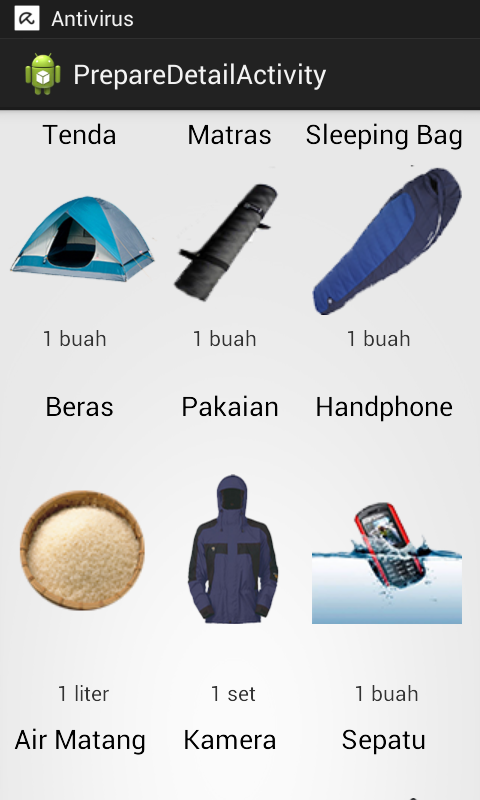 Antivirus
PrepareDetailActivity
Tenda Matras Sleeping Bag
1 buah 1 buah 1 buah
Beras Pakaian Handphone
1 liter 1 set 1 buah
Air Matang Kamera Sepatu